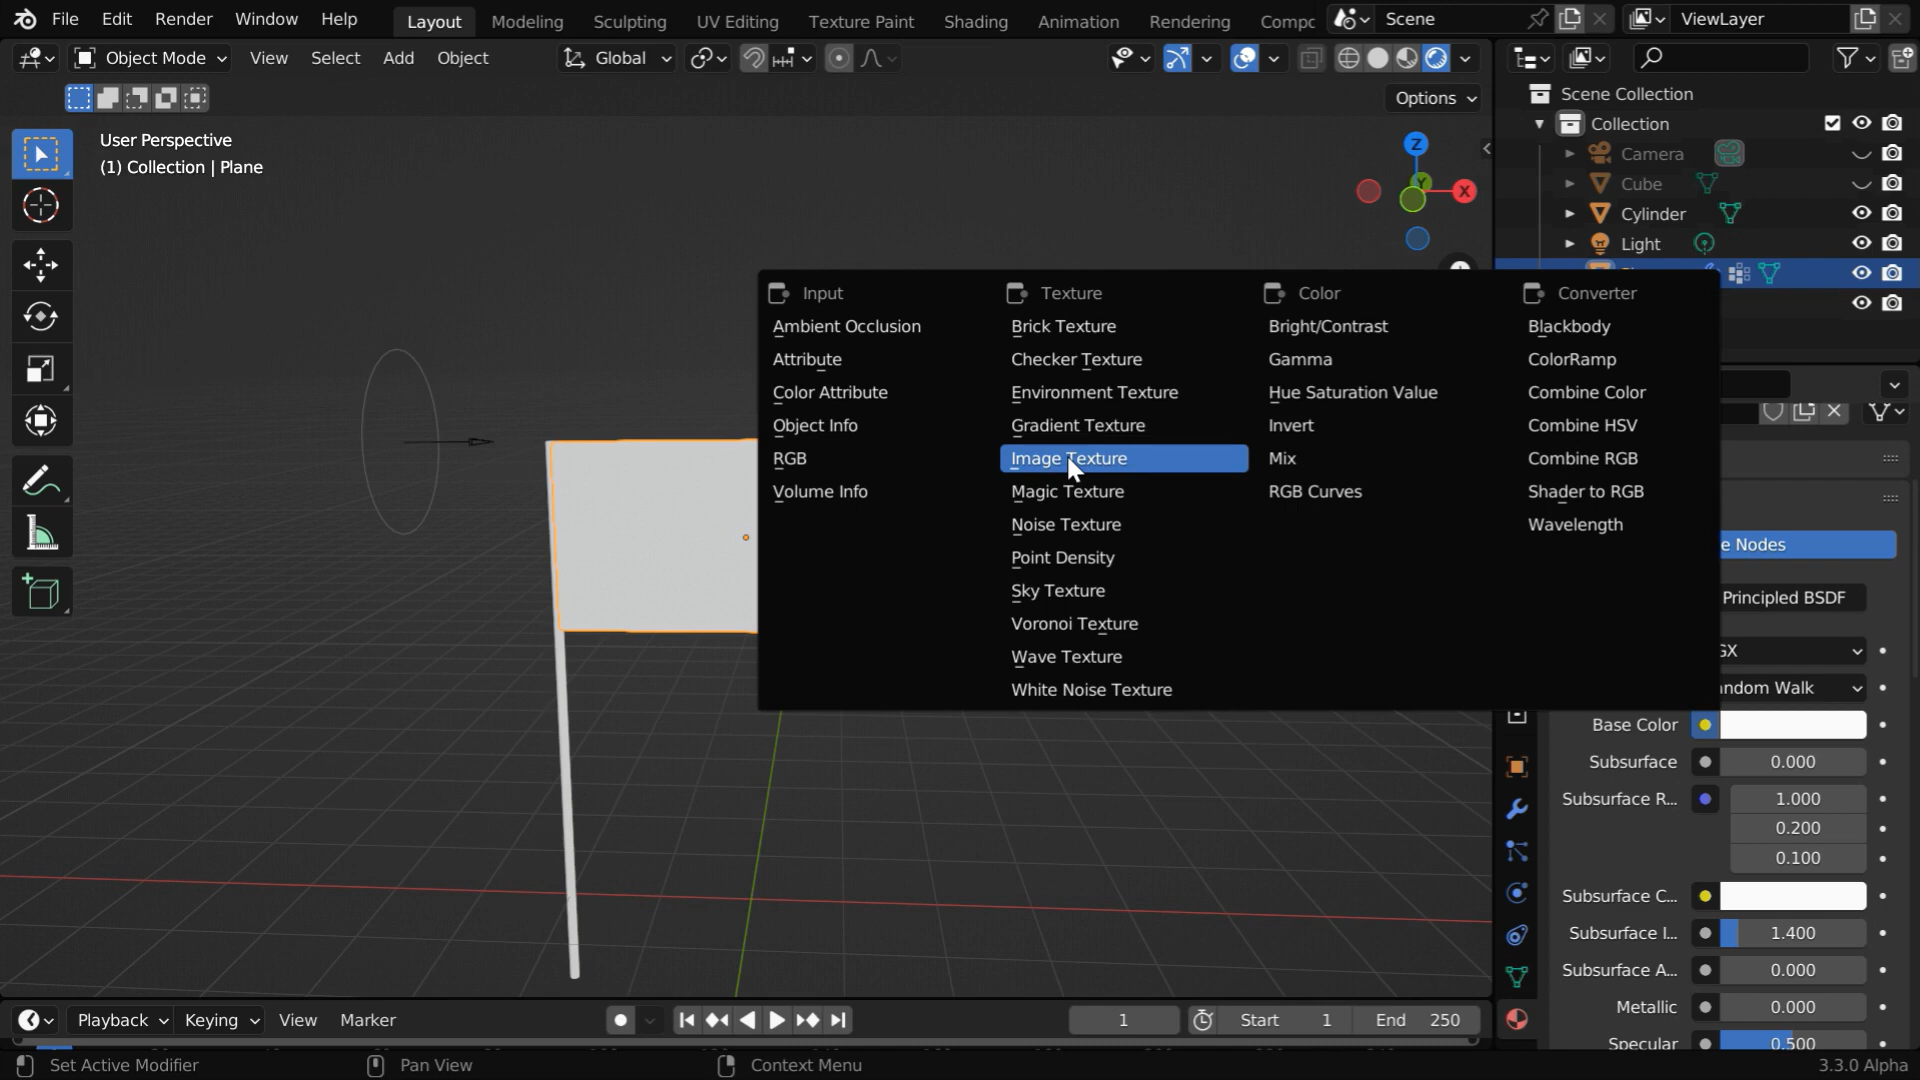 File Edit Render Window Help Layout Modeling Sculpting UV Editing Texture Paint Shading Animation Rendering Compo Scene ViewLayer
Object Mode View Select Add Object Global
Options
User Perspective
(1) Collection | Plane
Z
Y
X
Scene Collection
Collection
Camera
Cube
Cylinder
Light
Input
Ambient Occlusion
Attribute
Color Attribute
Object Info
RGB
Volume Info
Texture
Brick Texture
Checker Texture
Environment Texture
Gradient Texture
Image Texture
Magic Texture
Noise Texture
Point Density
Sky Texture
Voronoi Texture
Wave Texture
White Noise Texture
Color
Bright/Contrast
Gamma
Hue Saturation Value
Invert
Mix
RGB Curves
Converter
Blackbody
ColorRamp
Combine Color
Combine HSV
Combine RGB
Shader to RGB
Wavelength
e Nodes
Principled BSDF
GX
ndom Walk
Base Color
Subsurface 0.000
Subsurface R... 1.000
0.200
0.100
Subsurface C...
Subsurface I... 1.400
Subsurface A... 0.000
Metallic 0.000
Specular 0.500
Playback Keying View Marker 1 Start 1 End 250
Set Active Modifier Pan View Context Menu 3.3.0 Alpha